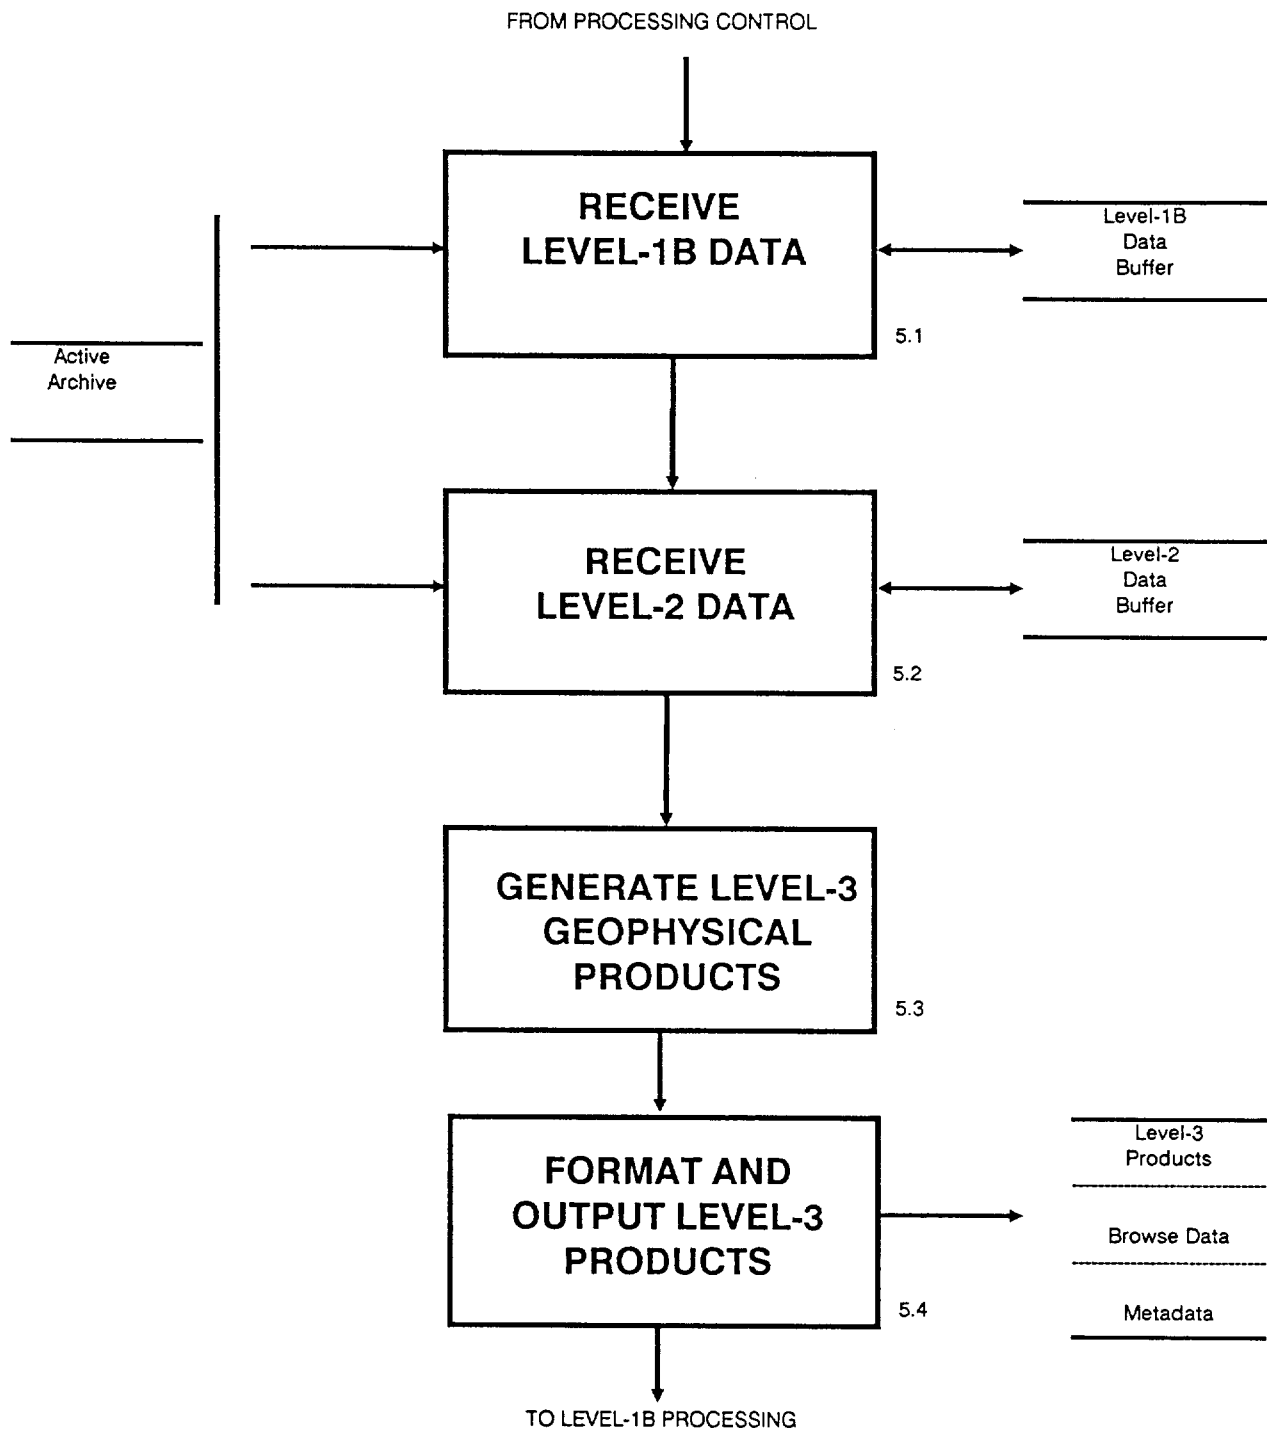 FROM PROCESSING CONTROL
RECEIVE
LEVEL-1B DATA
5.1
Level-1B
Data
Buffer
Active
Archive
RECEIVE
LEVEL-2 DATA
5.2
Level-2
Data
Buffer
GENERATE LEVEL-3
GEOPHYSICAL
PRODUCTS
5.3
FORMAT AND
OUTPUT LEVEL-3
PRODUCTS
5.4
Level-3
Products
Browse Data
Metadata
TO LEVEL-1B PROCESSING